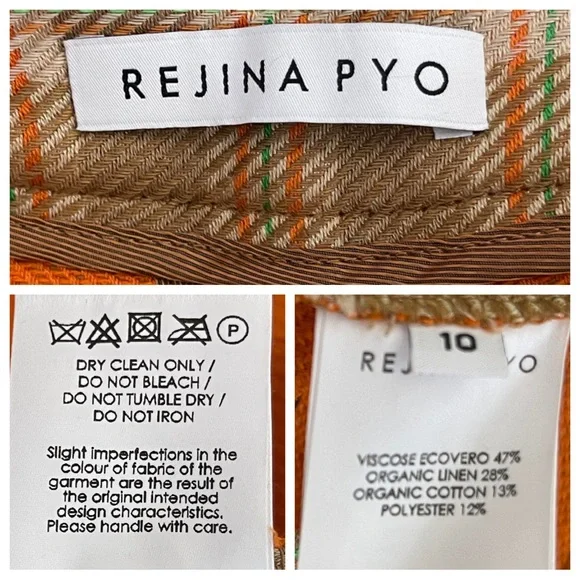 REJINA PYO
P
DRY CLEAN ONLY /
DO NOT BLEACH /
DO NOT TUMBLE DRY /
DO NOT IRON
Slight imperfections in the
colour of fabric of the
garment are the result of
the original intended
design characteristics.
Please handle with care.
10
REJ YO
VISCOSE ECOVERO 47%
ORGANIC LINEN 28%
ORGANIC COTTON 13%
POLYESTER 12%